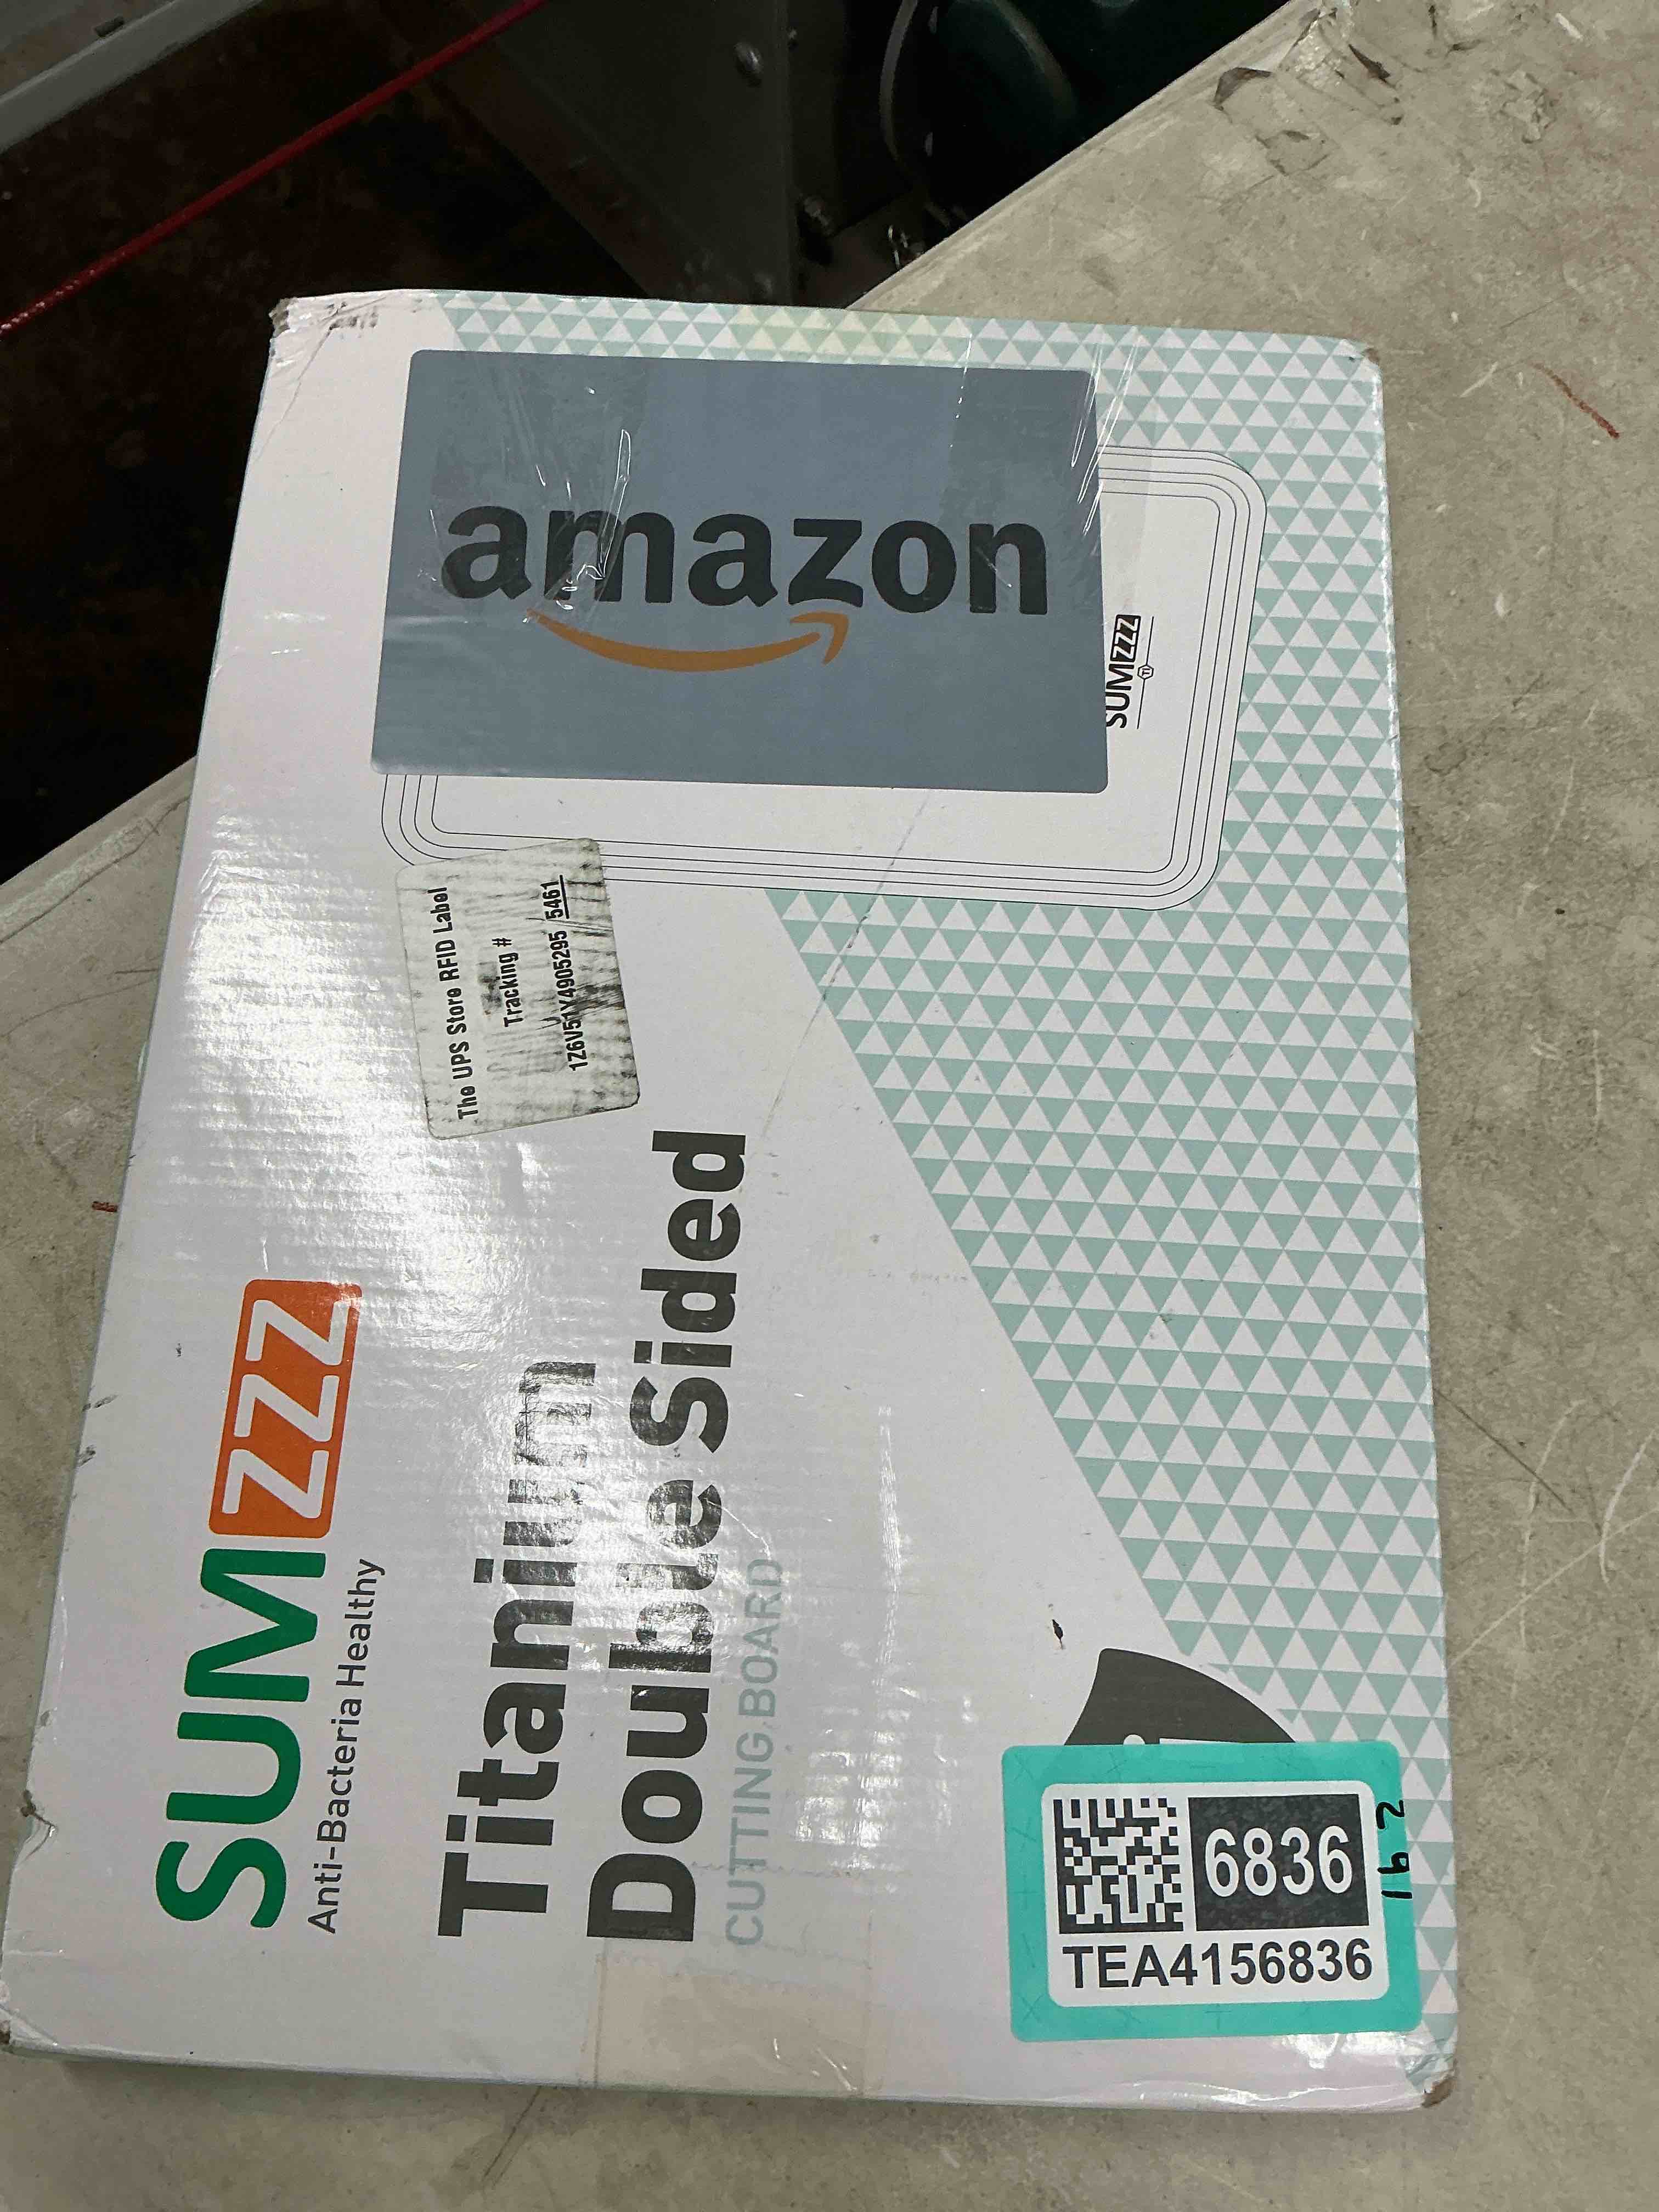 amazon
SUMZZZ
TI
The UPS Store RFID Label
Tracking #
1Z6V51Y4905295 5461
SUMZZZ
Anti-Bacteria Healthy
Titanium
Double Sided
CUTTING BOARD
6836
TEA4156836
162